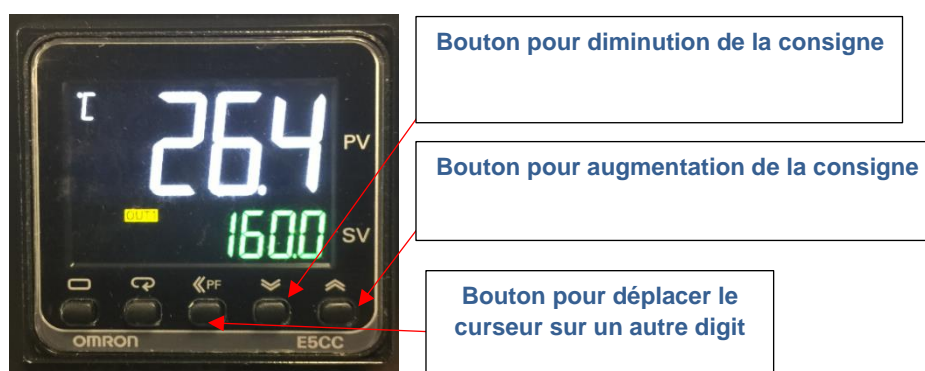 Bouton pour diminution de la consigne
℃
26.4
PV
Bouton pour augmentation de la consigne
OUT1
160.0
SV
PF
Bouton pour déplacer le
curseur sur un autre digit
OMRON
E5CC